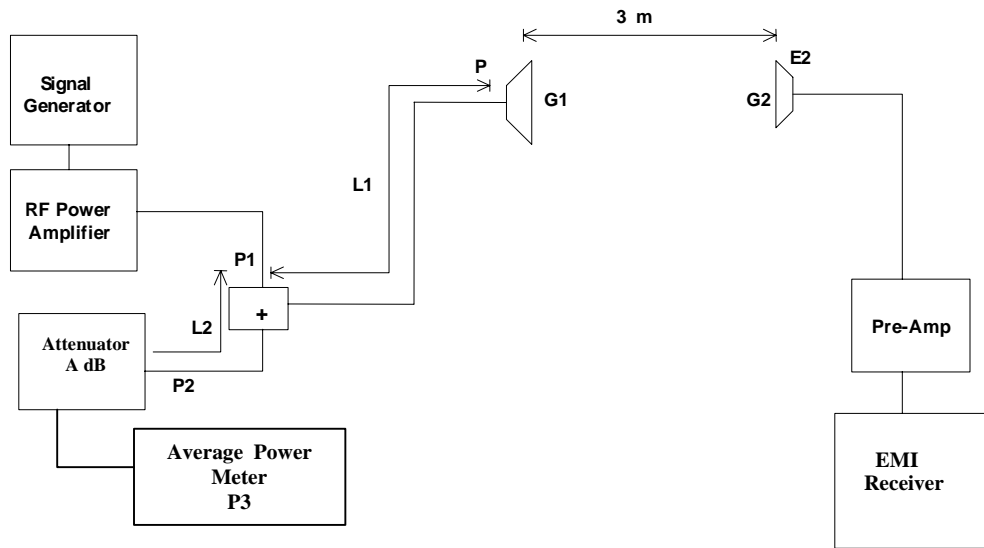 3 m
P
E2
Signal
Generator
G1
G2
L1
RF Power
Amplifier
P1
+
L2
Pre-Amp
Attenuator
A dB
P2
Average Power
Meter
P3
EMI
Receiver